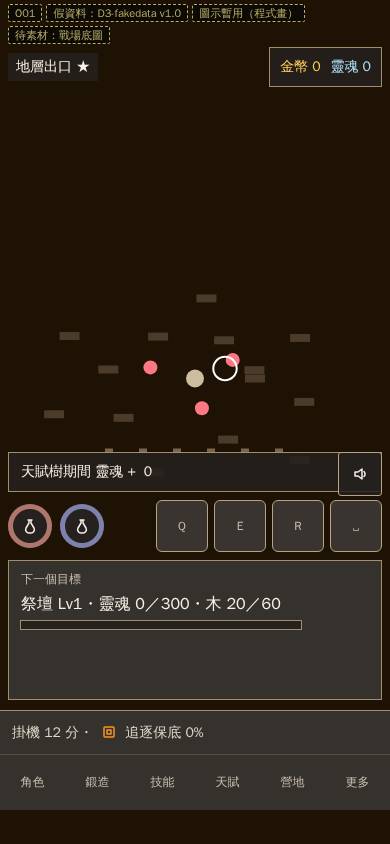 001 假資料：D3-fakedata v1.0 圖示暫用（程式畫）
待素材：戰場底圖
地層出口 ★ 金幣 0 靈魂 0
天賦樹期間 靈魂 + 0
Q E R ⎵
下一個目標
祭壇 Lv1・靈魂 0／300・木 20／60
掛機 12 分・ 追逐保底 0%
角色 鍛造 技能 天賦 營地 更多